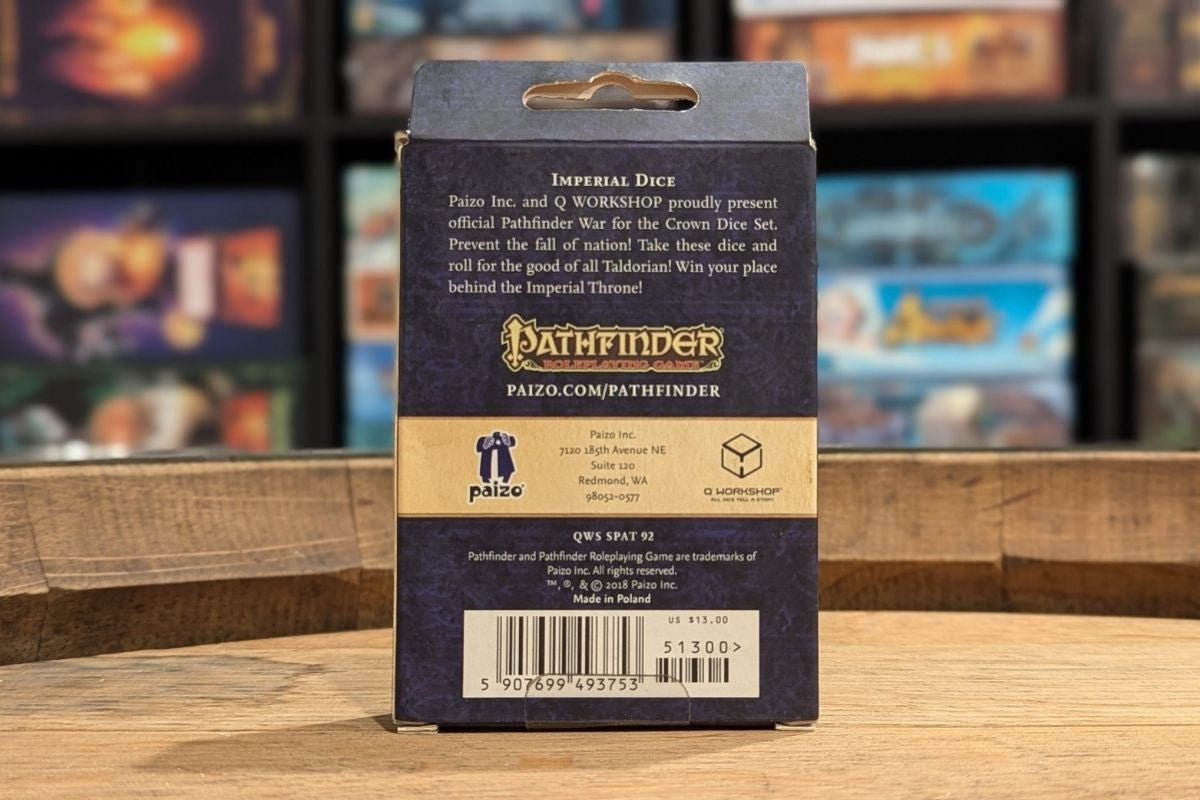 Imperial Dice
Paizo Inc. and Q WORKSHOP proudly present
official Pathfinder War for the Crown Dice Set.
Prevent the fall of nation! Take these dice and
roll for the good of all Taldorian! Win your place
behind the Imperial Throne!
PATHFINDER
ROLEPLAYING GAME
PAIZO.COM/PATHFINDER
paizo®
Paizo Inc.
7120 185th Avenue NE
Suite 120
Redmond, WA
98052-0577
Q WORKSHOP®
ALL DICE TELL A STORY
QWS SPAT 92
Pathfinder and Pathfinder Roleplaying Game are trademarks of
Paizo Inc. All rights reserved.
™, ®, & © 2018 Paizo Inc.
Made in Poland
US $13.00
51300>
5 907699 493753